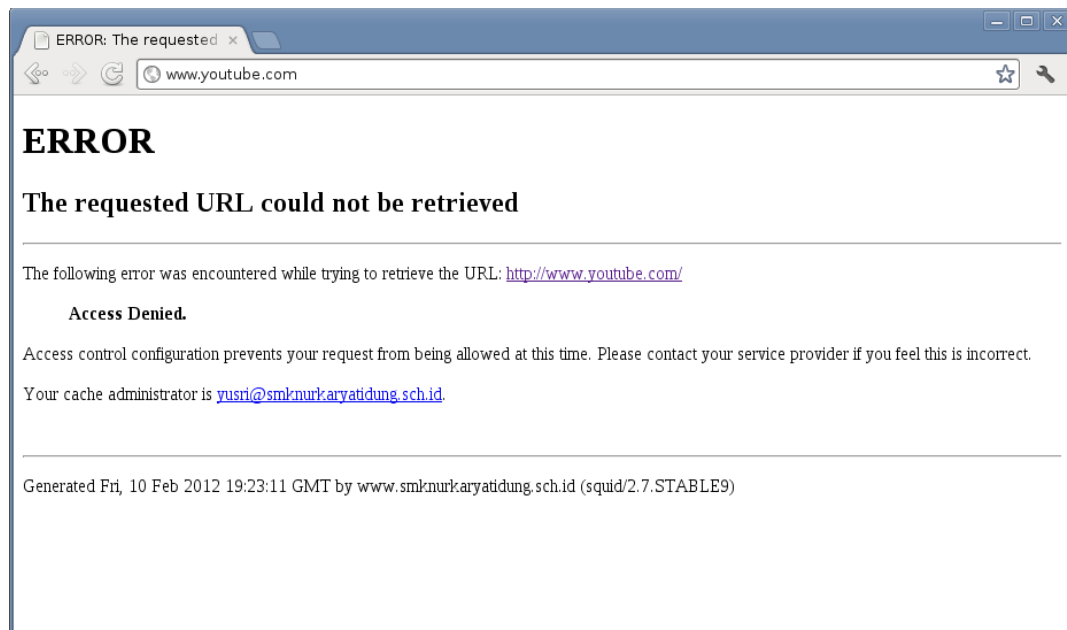 ERROR: The requested
www.youtube.com
ERROR
The requested URL could not be retrieved
The following error was encountered while trying to retrieve the URL: http://www.youtube.com/
Access Denied.
Access control configuration prevents your request from being allowed at this time. Please contact your service provider if you feel this is incorrect.
Your cache administrator is yusri@smknurkaryatidung.sch.id.
Generated Fri, 10 Feb 2012 19:23:11 GMT by www.smknurkaryatidung.sch.id (squid/2.7.STABLE9)